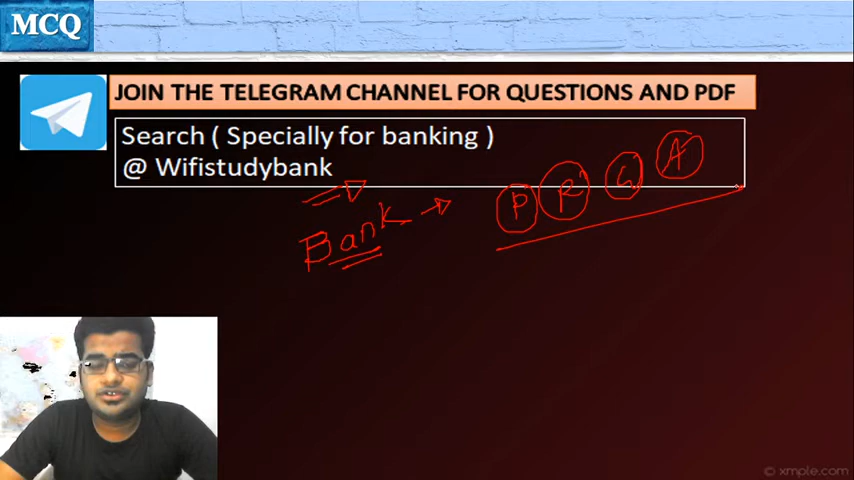 MCQ
JOIN THE TELEGRAM CHANNEL FOR QUESTIONS AND PDF
Search ( Specially for banking )
@ Wifistudybank
Bank → P R S A
© xmple.com